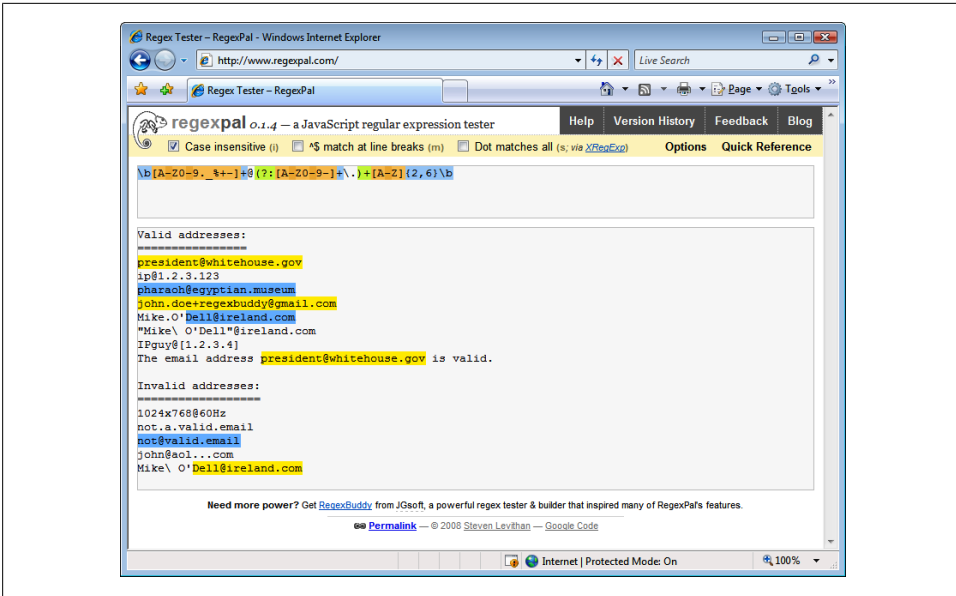 Regex Tester – RegexPal - Windows Internet Explorer
http://www.regexpal.com/
Live Search
Regex Tester – RegexPal
Page
Tools
regexpal 0.1.4 — a JavaScript regular expression tester
Help Version History Feedback Blog
Case insensitive (i) ^$ match at line breaks (m) Dot matches all (s; via XRegExp) Options Quick Reference
\b[A-Z0-9._%+-]+@(?:[A-Z0-9-]+\.)+[A-Z]{2,6}\b
Valid addresses:
================
president@whitehouse.gov
ip@1.2.3.123
pharaoh@egyptian.museum
john.doe+regexbuddy@gmail.com
Mike.O'Dell@ireland.com
"Mike\ O'Dell"@ireland.com
IPguy@[1.2.3.4]
The email address president@whitehouse.gov is valid.
Invalid addresses:
==================
1024x768@60Hz
not.a.valid.email
not@valid.email
john@aol...com
Mike\ O'Dell@ireland.com
Need more power? Get RegexBuddy from JGsoft, a powerful regex tester & builder that inspired many of RegexPal's features.
Permalink — © 2008 Steven Levithan — Google Code
Internet | Protected Mode: On
100%